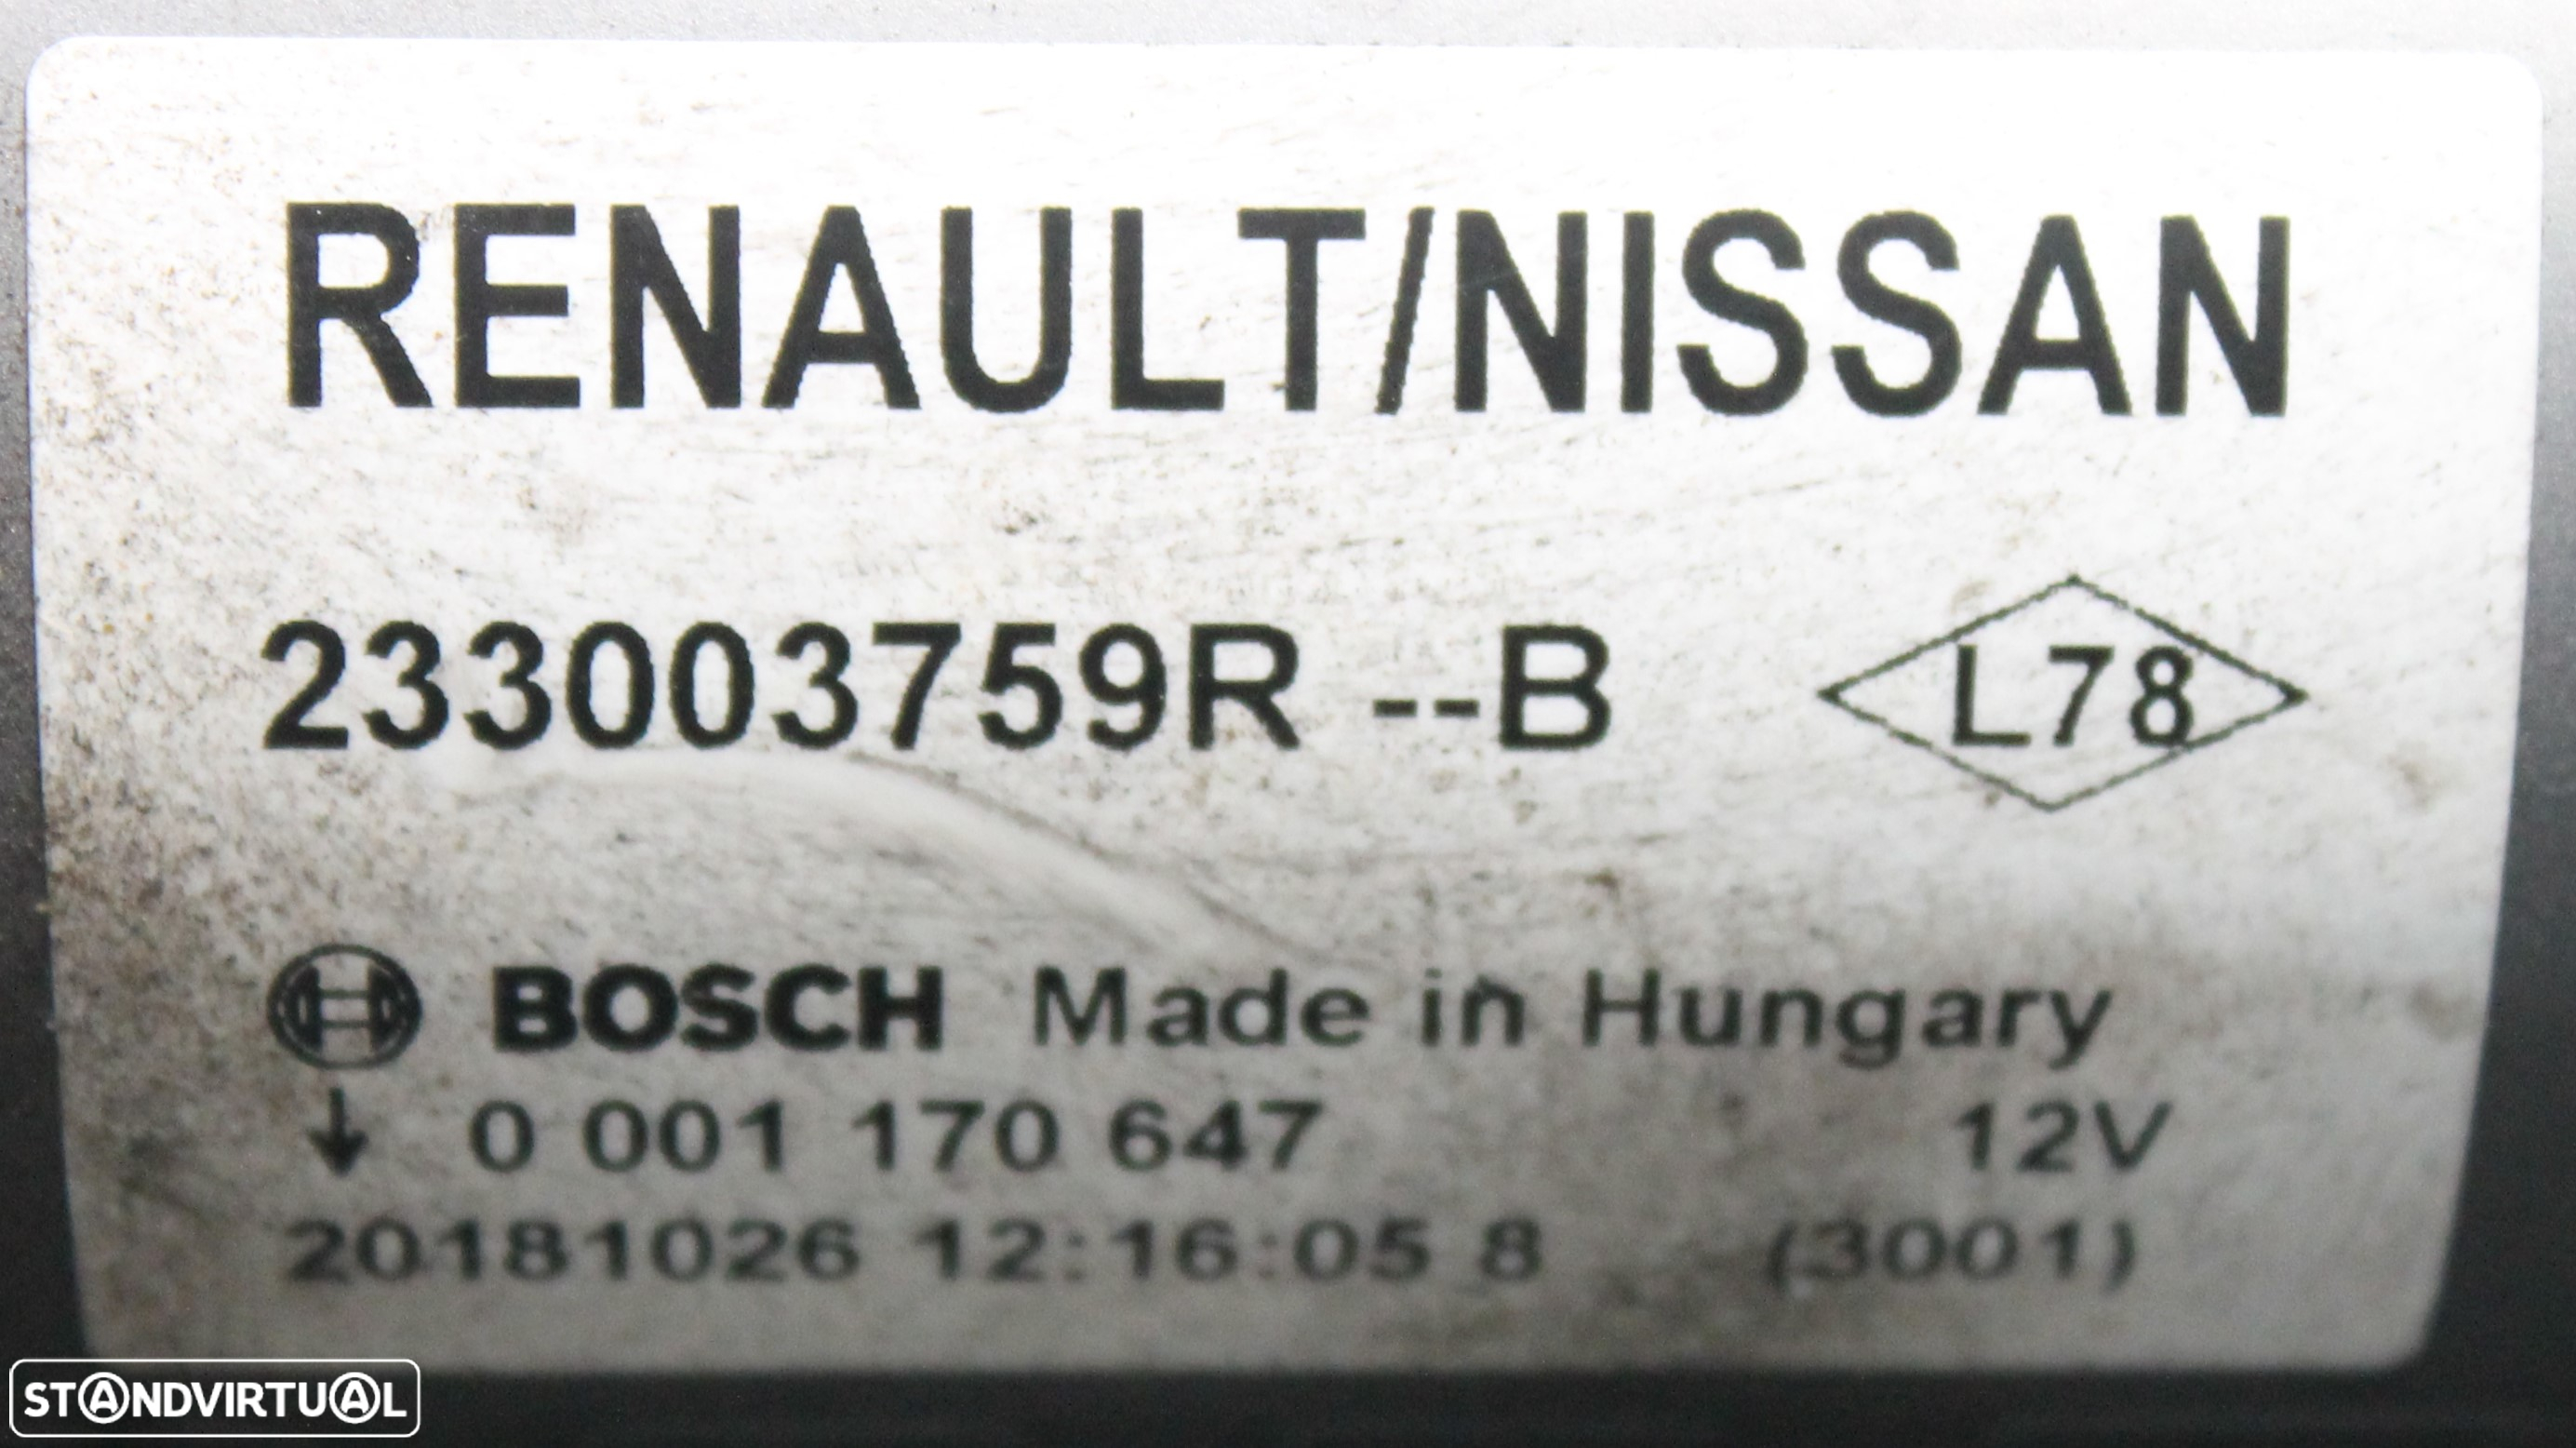 RENAULT/NISSAN
233003759R --B L78
BOSCH Made in Hungary
↓ 0 001 170 647 12V
20181026 12:16:05 8 (3001)
STANDVIRTUAL